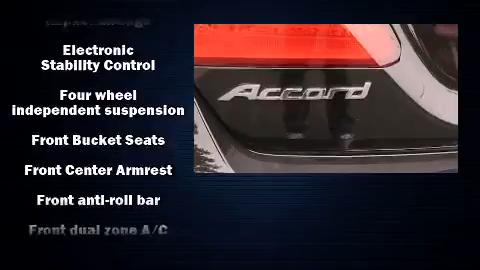 Electronic
Stability Control
Four wheel
independent suspension
Front Bucket Seats
Front Center Armrest
Front anti-roll bar
Front dual zone A/C
Accord